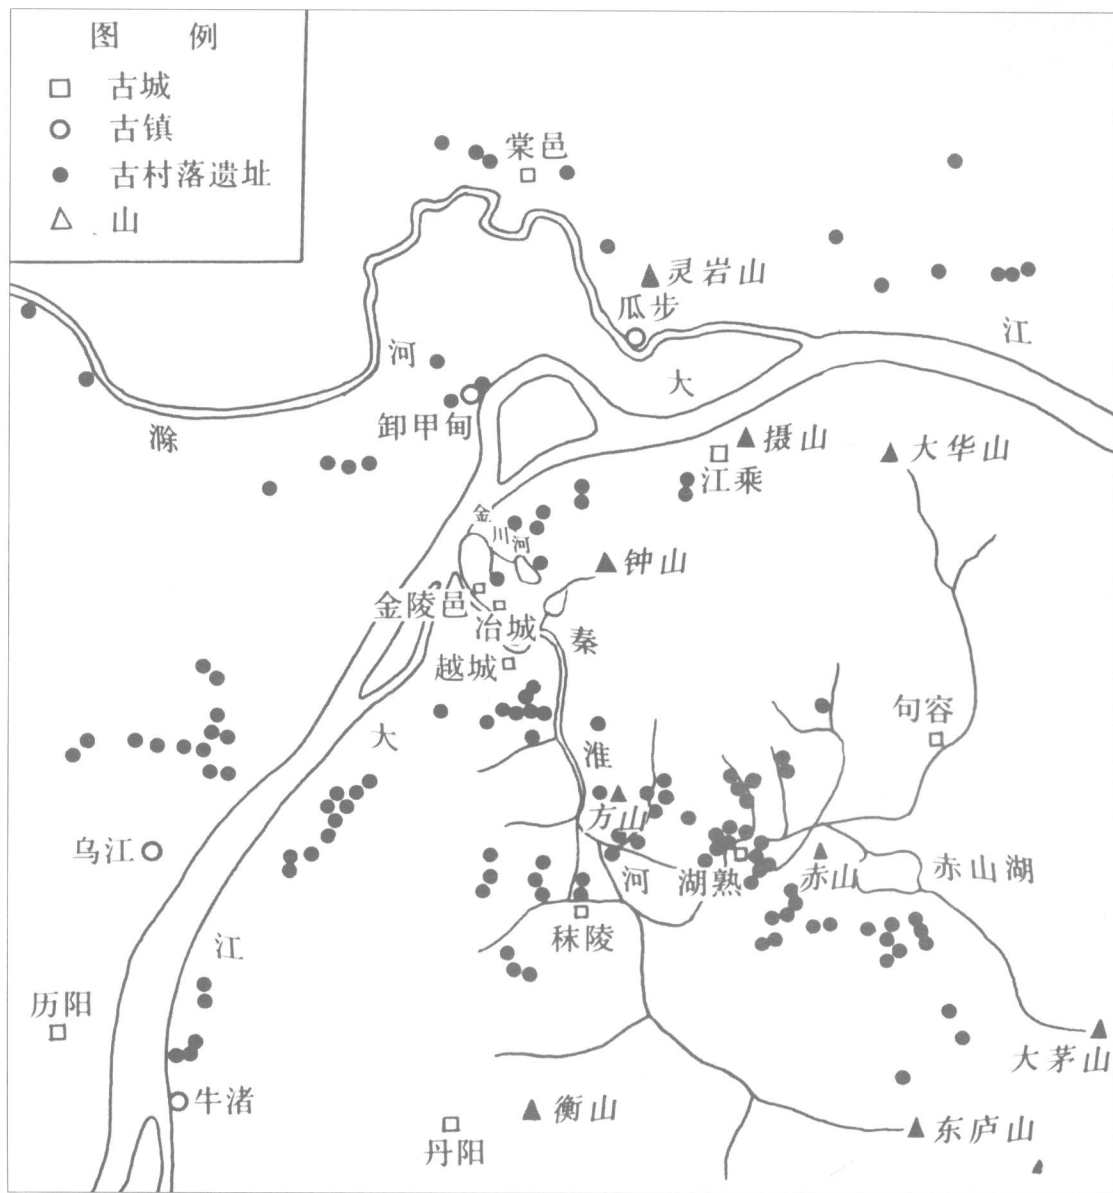 图 例
古城
古镇
古村落遗址
山
棠邑
灵岩山
瓜步
江
河
大
滁
卸甲甸
摄山
大华山
江乘
金
川
河
钟山
金陵邑
冶城
秦
越城
句容
大
淮
方山
乌江
河
湖熟
赤山
赤山湖
秣陵
江
历阳
大茅山
牛渚
衡山
东庐山
丹阳